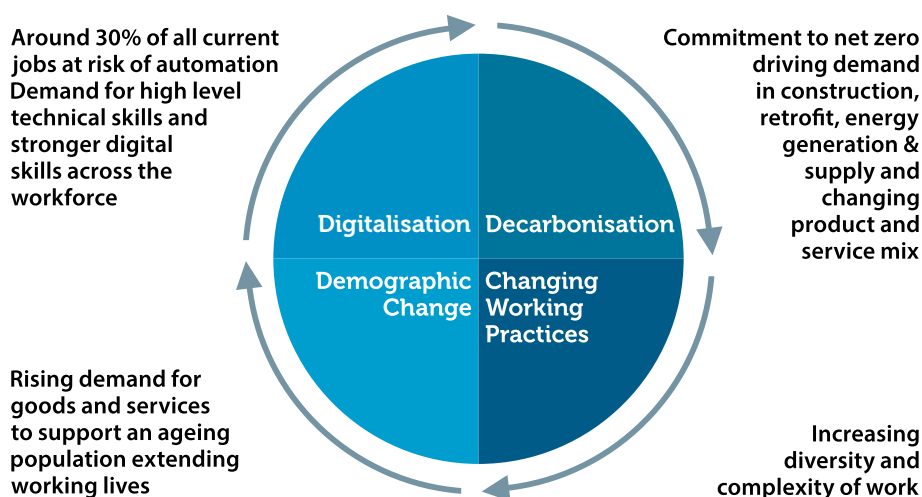 Around 30% of all current
jobs at risk of automation
Demand for high level
technical skills and
stronger digital
skills across the
workforce
Commitment to net zero
driving demand
in construction,
retrofit, energy
generation &
supply and
changing
product and
service mix
Digitalisation
Decarbonisation
Demographic
Change
Changing
Working
Practices
Rising demand for
goods and services
to support an ageing
population extending
working lives
Increasing
diversity and
complexity of work